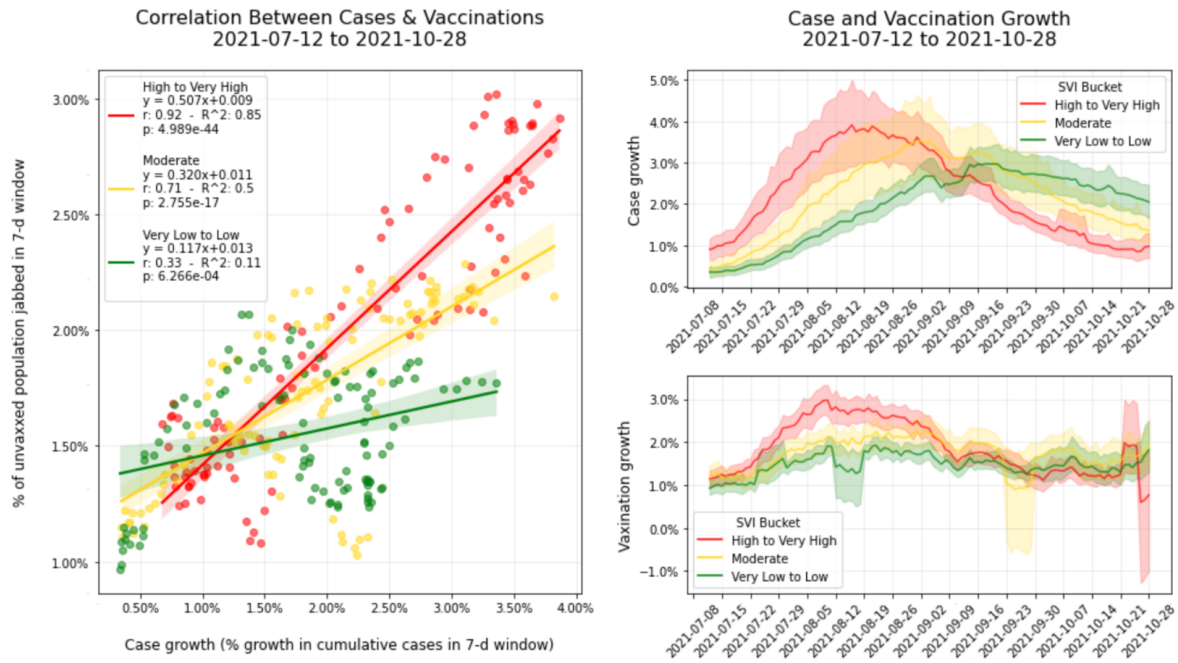 Correlation Between Cases & Vaccinations
2021-07-12 to 2021-10-28
% of unvaxxed population jabbed in 7-d window
3.00%
2.50%
2.00%
1.50%
1.00%
High to Very High
y = 0.507x+0.009
r: 0.92 - R^2: 0.85
p: 4.989e-44
Moderate
y = 0.320x+0.011
r: 0.71 - R^2: 0.5
p: 2.755e-17
Very Low to Low
y = 0.117x+0.013
r: 0.33 - R^2: 0.11
p: 6.266e-04
0.50%
1.00%
1.50%
2.00%
2.50%
3.00%
3.50%
4.00%
Case growth (% growth in cumulative cases in 7-d window)
Case and Vaccination Growth
2021-07-12 to 2021-10-28
Case growth
5.0%
4.0%
3.0%
2.0%
1.0%
0.0%
SVI Bucket
High to Very High
Moderate
Very Low to Low
2021-07-08
2021-07-15
2021-07-22
2021-07-29
2021-08-05
2021-08-12
2021-08-19
2021-08-26
2021-09-02
2021-09-09
2021-09-16
2021-09-23
2021-09-30
2021-10-07
2021-10-14
2021-10-21
2021-10-28
Vaxination growth
3.0%
2.0%
1.0%
0.0%
−1.0%
SVI Bucket
High to Very High
Moderate
Very Low to Low
2021-07-08
2021-07-15
2021-07-22
2021-07-29
2021-08-05
2021-08-12
2021-08-19
2021-08-26
2021-09-02
2021-09-09
2021-09-16
2021-09-23
2021-09-30
2021-10-07
2021-10-14
2021-10-21
2021-10-28